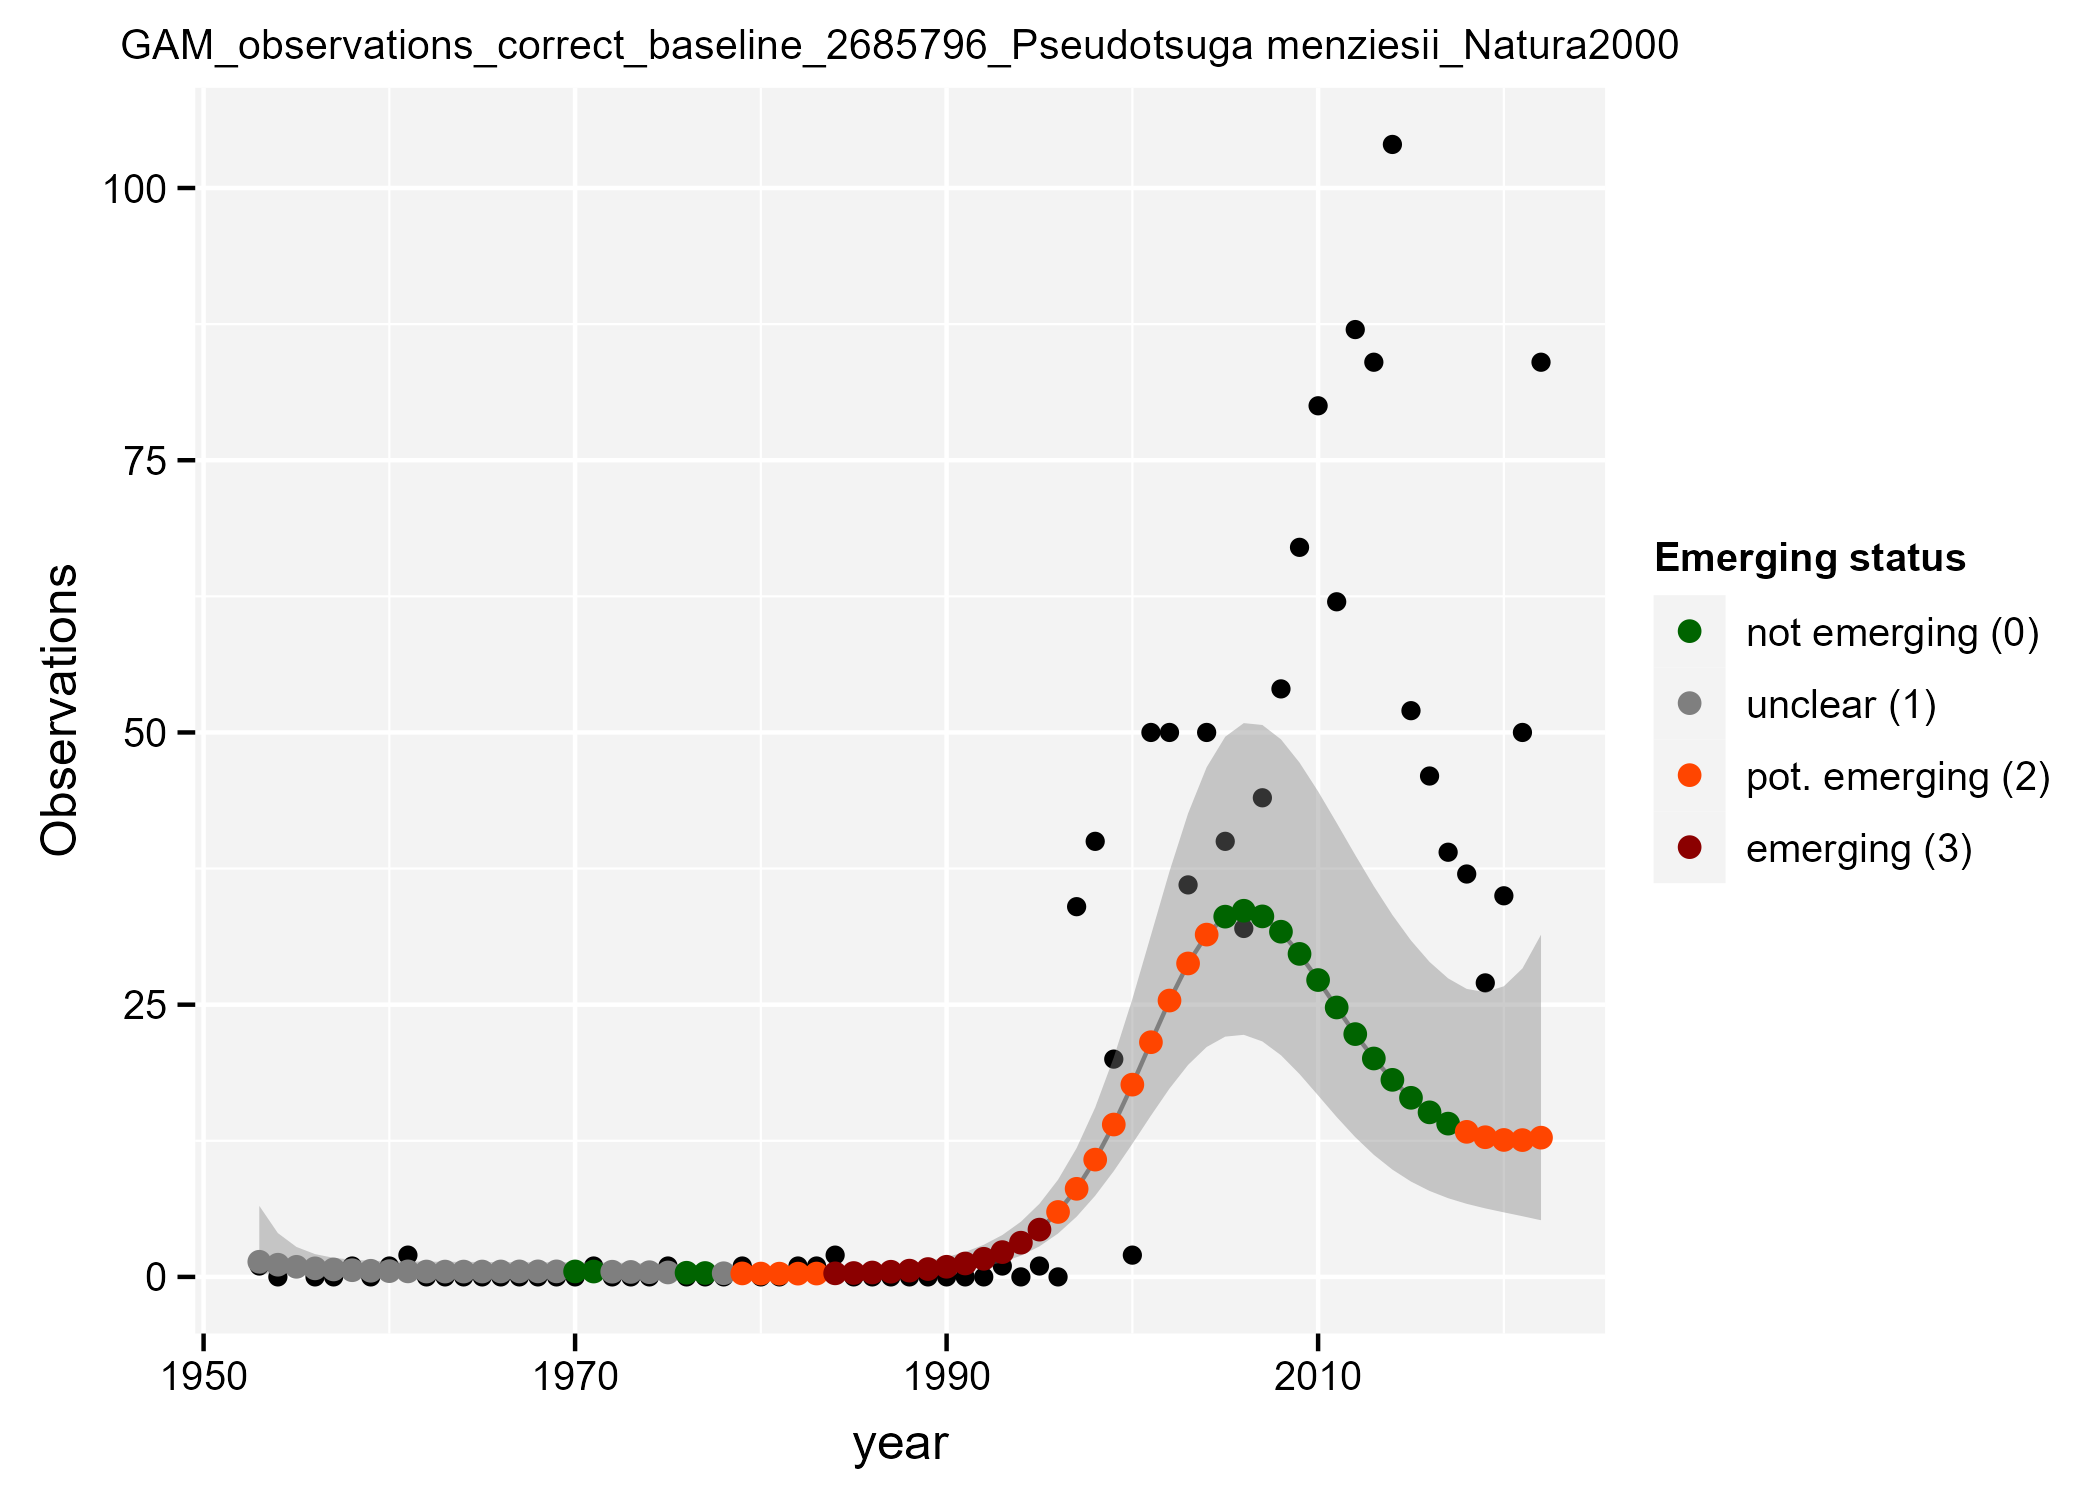 GAM_observations_correct_baseline_2685796_Pseudotsuga menziesii_Natura2000
100
75
50
25
0
Observations
1950
1970
1990
2010
year
Emerging status
not emerging (0)
unclear (1)
pot. emerging (2)
emerging (3)